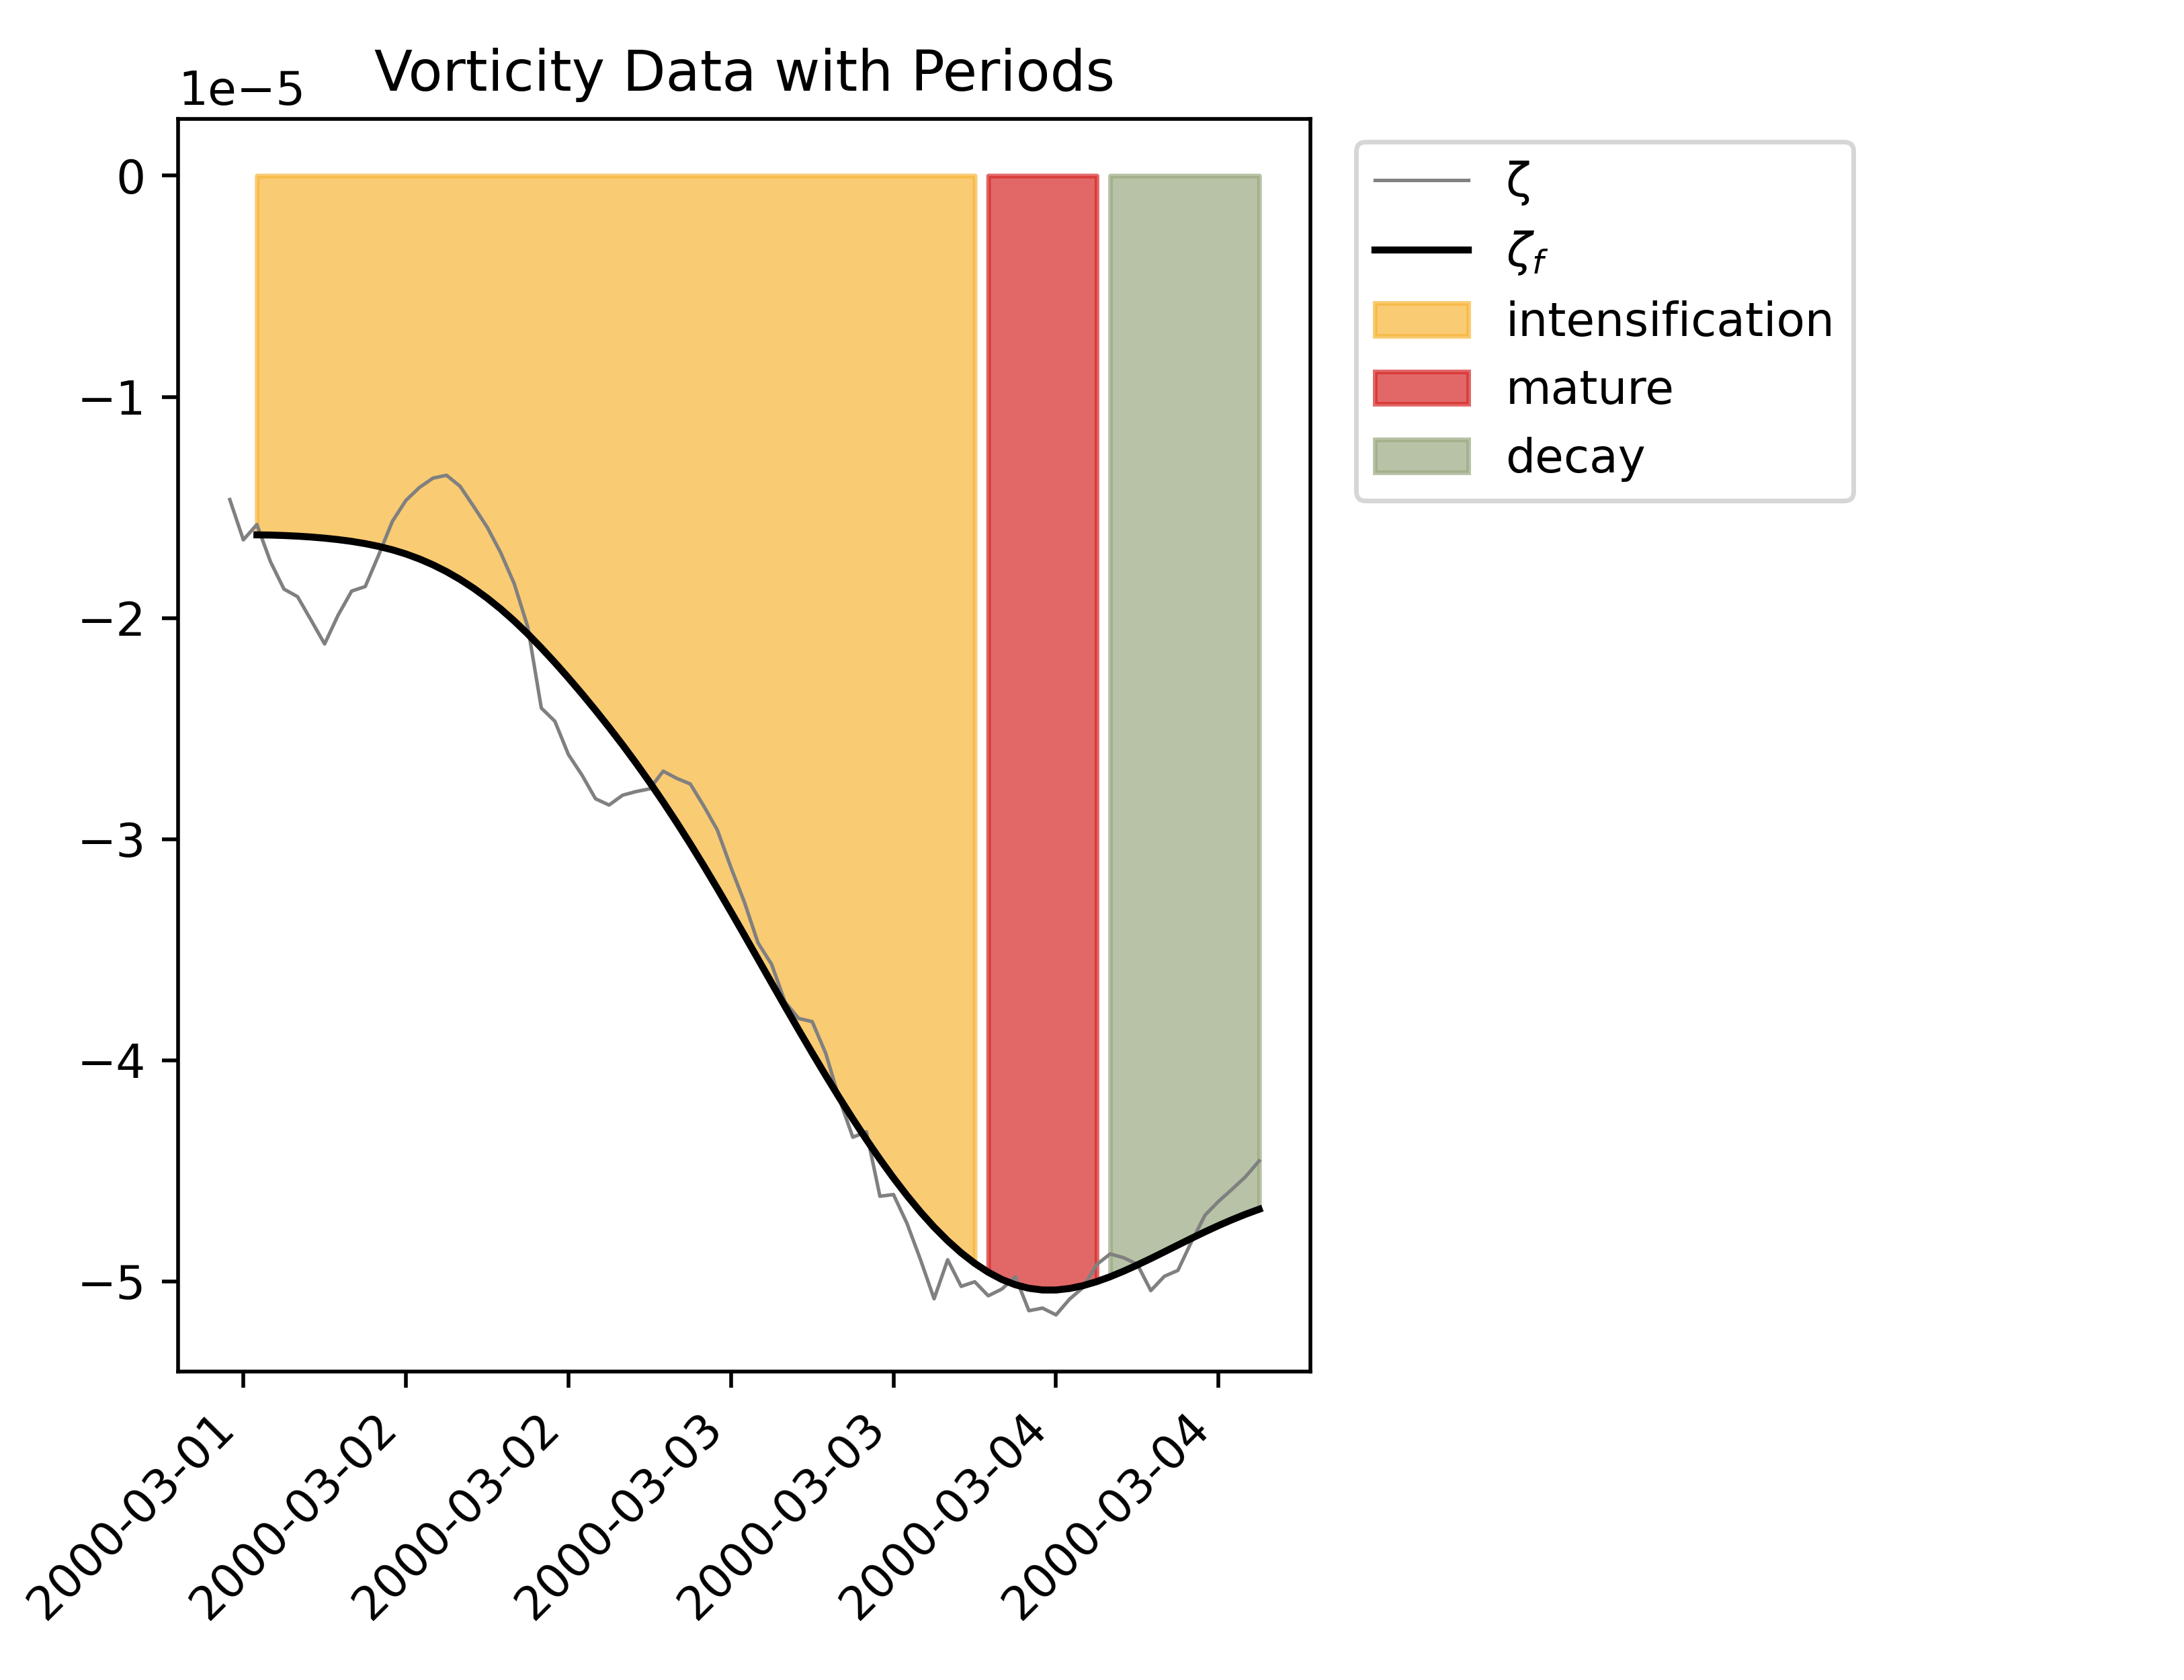 Vorticity Data with Periods
1e−5
0
−1
−2
−3
−4
−5
2000-03-01
2000-03-02
2000-03-02
2000-03-03
2000-03-03
2000-03-04
2000-03-04
ζ
ζf
intensification
mature
decay